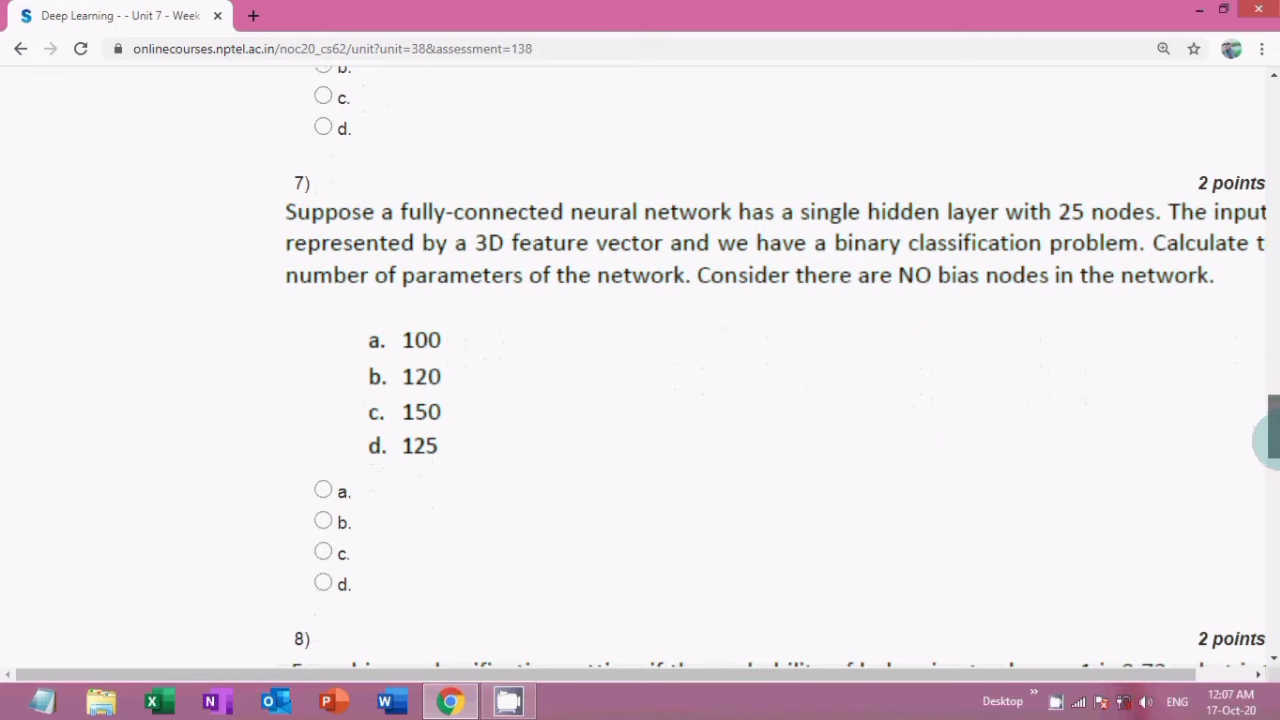 Deep Learning - - Unit 7 - Week
onlinecourses.nptel.ac.in/noc20_cs62/unit?unit=38&assessment=138
b.
c.
d.
7)
2 points
Suppose a fully-connected neural network has a single hidden layer with 25 nodes. The input
represented by a 3D feature vector and we have a binary classification problem. Calculate t
number of parameters of the network. Consider there are NO bias nodes in the network.
a. 100
b. 120
c. 150
d. 125
a.
b.
c.
d.
8)
2 points
Desktop
ENG
12:07 AM
17-Oct-20